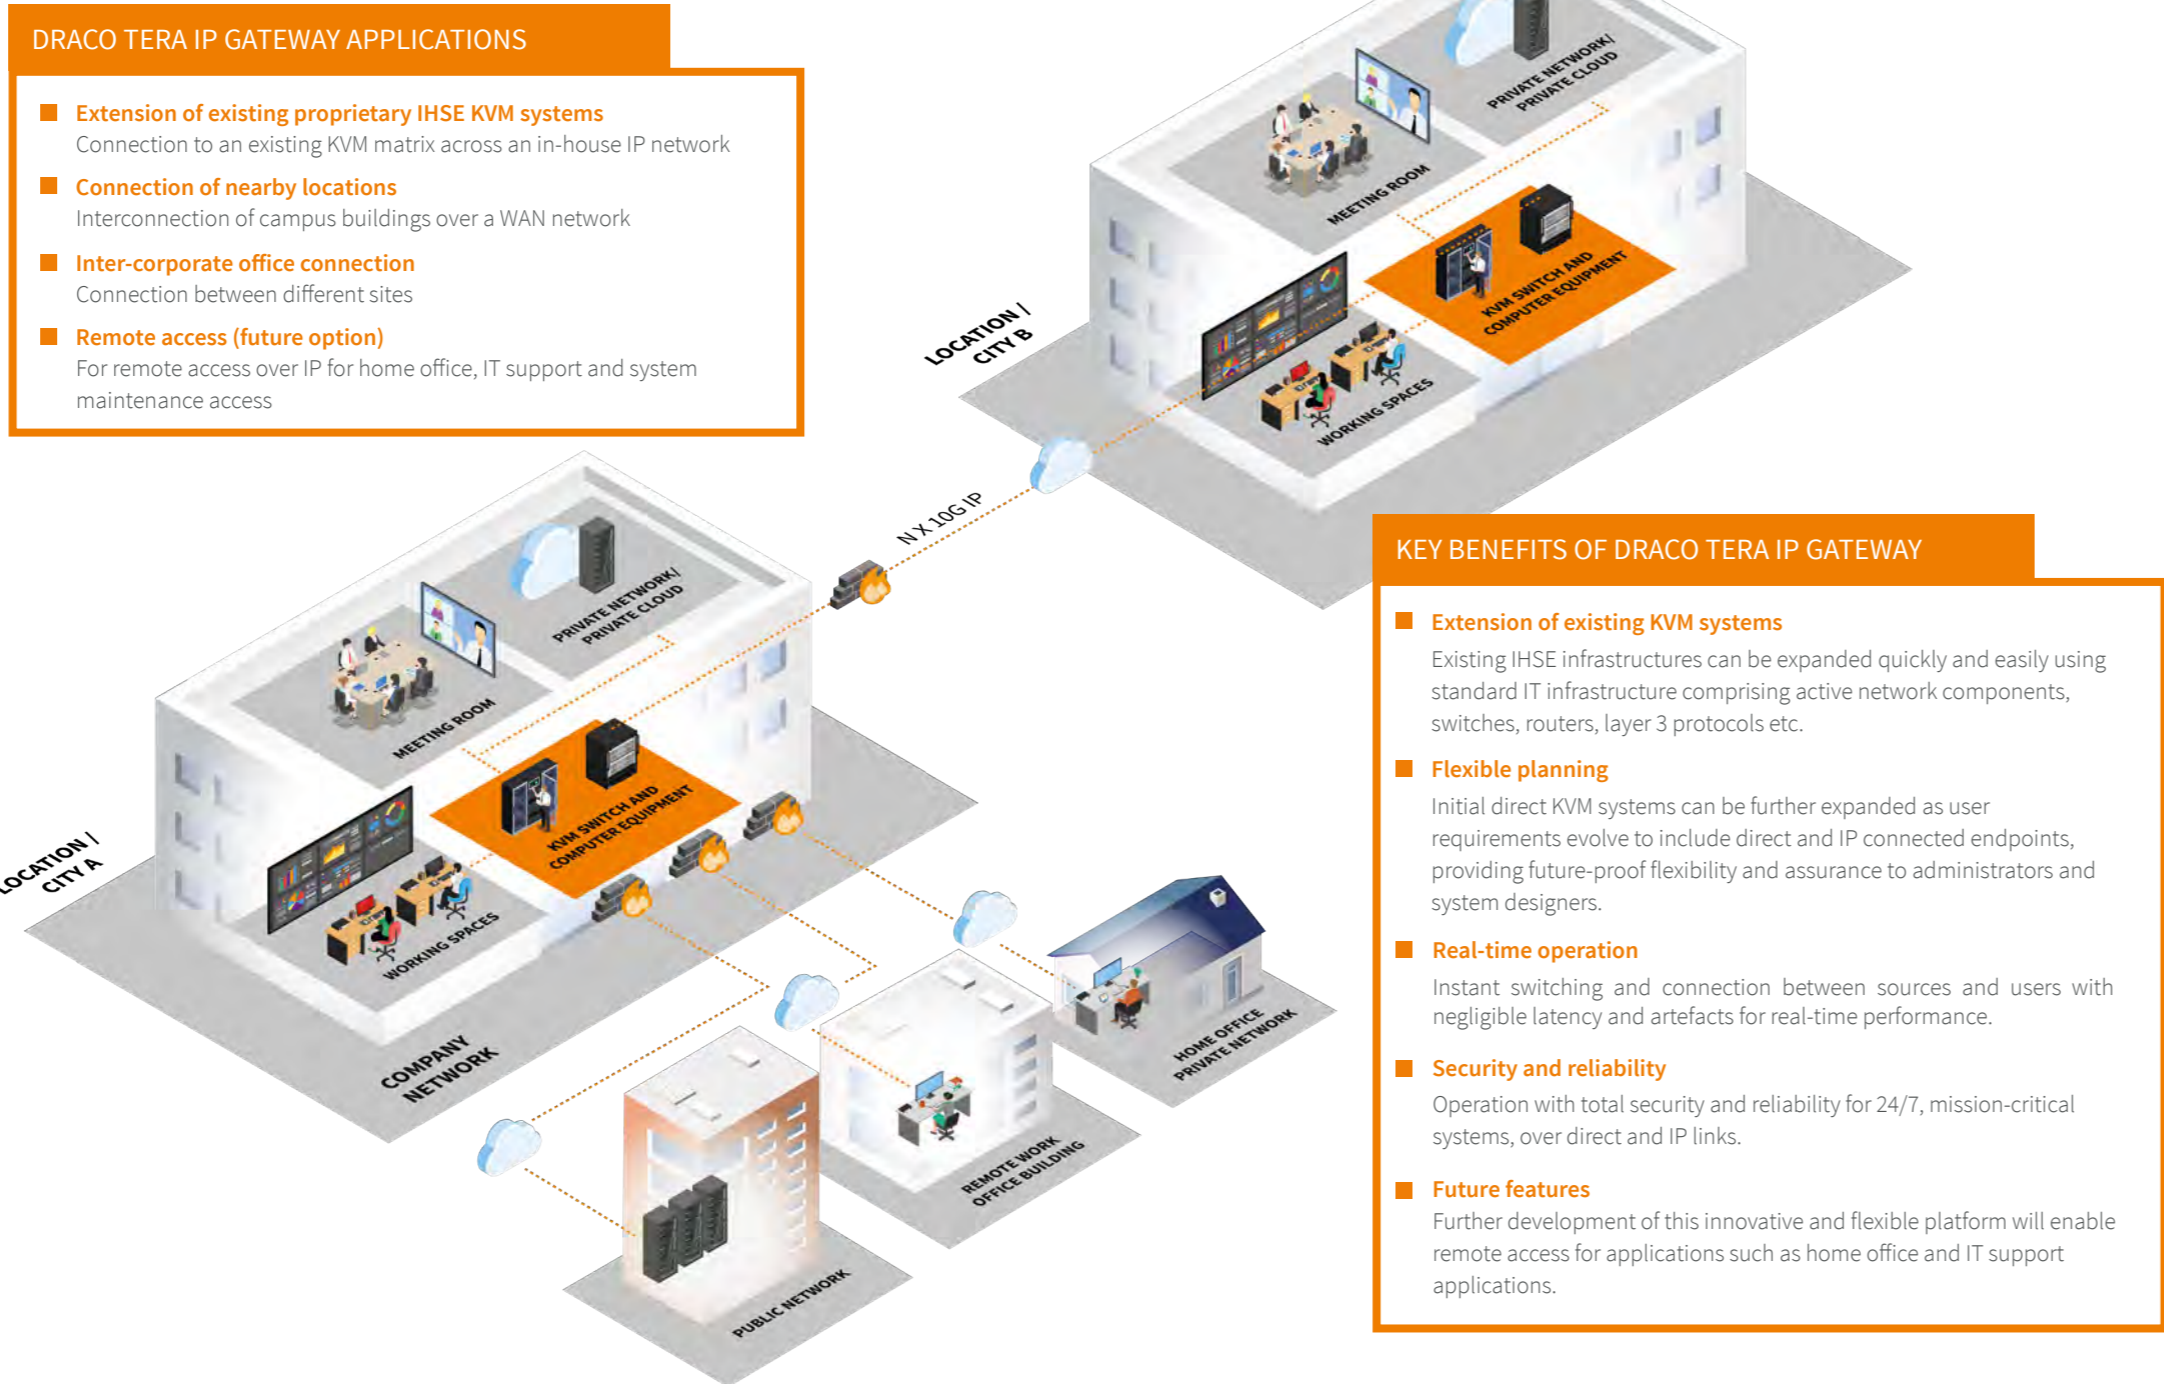 DRACO TERA IP GATEWAY APPLICATIONS
Extension of existing proprietary IHSE KVM systems
Connection to an existing KVM matrix across an in-house IP network
Connection of nearby locations
Interconnection of campus buildings over a WAN network
Inter-corporate office connection
Connection between different sites
Remote access (future option)
For remote access over IP for home office, IT support and system
maintenance access
PRIVATE NETWORK/
PRIVATE CLOUD
MEETING ROOM
KVM SWITCH AND
COMPUTER EQUIPMENT
WORKING SPACES
LOCATION /
CITY B
N X 10G IP
PRIVATE NETWORK/
PRIVATE CLOUD
MEETING ROOM
KVM SWITCH AND
COMPUTER EQUIPMENT
WORKING SPACES
LOCATION /
CITY A
COMPANY
NETWORK
HOME OFFICE
PRIVATE NETWORK
REMOTE WORK
OFFICE BUILDING
PUBLIC NETWORK
KEY BENEFITS OF DRACO TERA IP GATEWAY
Extension of existing KVM systems
Existing IHSE infrastructures can be expanded quickly and easily using
standard IT infrastructure comprising active network components,
switches, routers, layer 3 protocols etc.
Flexible planning
Initial direct KVM systems can be further expanded as user
requirements evolve to include direct and IP connected endpoints,
providing future-proof flexibility and assurance to administrators and
system designers.
Real-time operation
Instant switching and connection between sources and users with
negligible latency and artefacts for real-time performance.
Security and reliability
Operation with total security and reliability for 24/7, mission-critical
systems, over direct and IP links.
Future features
Further development of this innovative and flexible platform will enable
remote access for applications such as home office and IT support
applications.